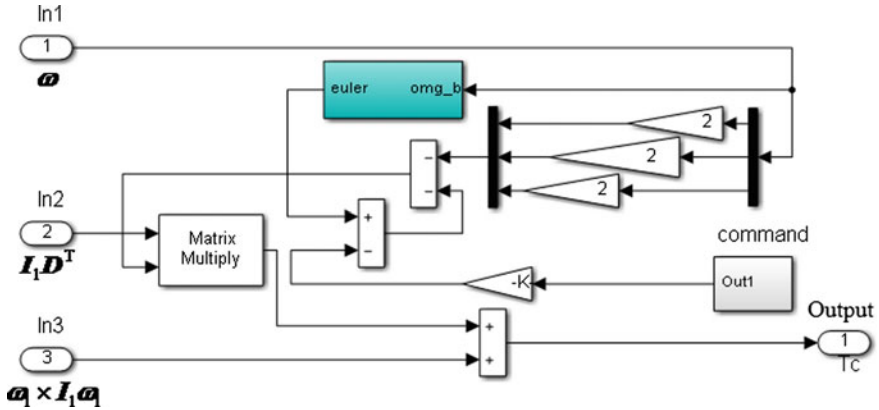 In1
1
ω
euler omg_b
2
2
2
−
−
In2
2
I₁Dᵀ
Matrix
Multiply
+
−
command
-K
Out1
Output
1
Tc
+
+
In3
3
ω₁ × I₁ω₁